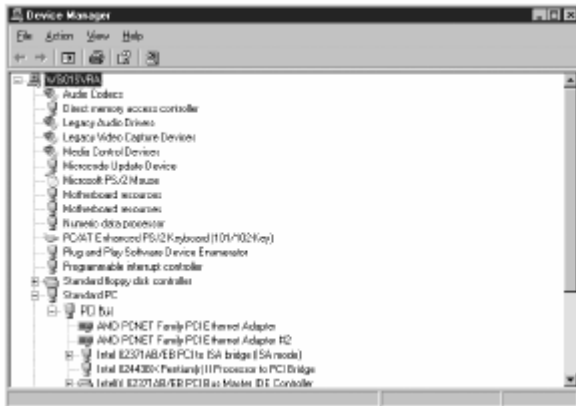 Device Manager
File Action View Help
Audio Codecs
Direct memory access controller
Legacy Audio Drivers
Legacy Video Capture Devices
Media Control Devices
Microcode Update Device
Microsoft PS/2 Mouse
Motherboard resources
Motherboard resources
Numeric data processor
PC/AT Enhanced PS/2 Keyboard (101/102-Key)
Plug and Play Software Device Enumerator
Programmable interrupt controller
Standard floppy disk controller
Standard PC
PCI Bus
AMD PCNET Family PCI Ethernet Adapter
AMD PCNET Family PCI Ethernet Adapter #2
Intel 82371AB/EB PCI to ISA bridge (ISA mode)
Intel 82443BX Pentium(r) II Processor to PCI Bridge
Intel(r) 82371AB/EB PCI Bus Master IDE Controller